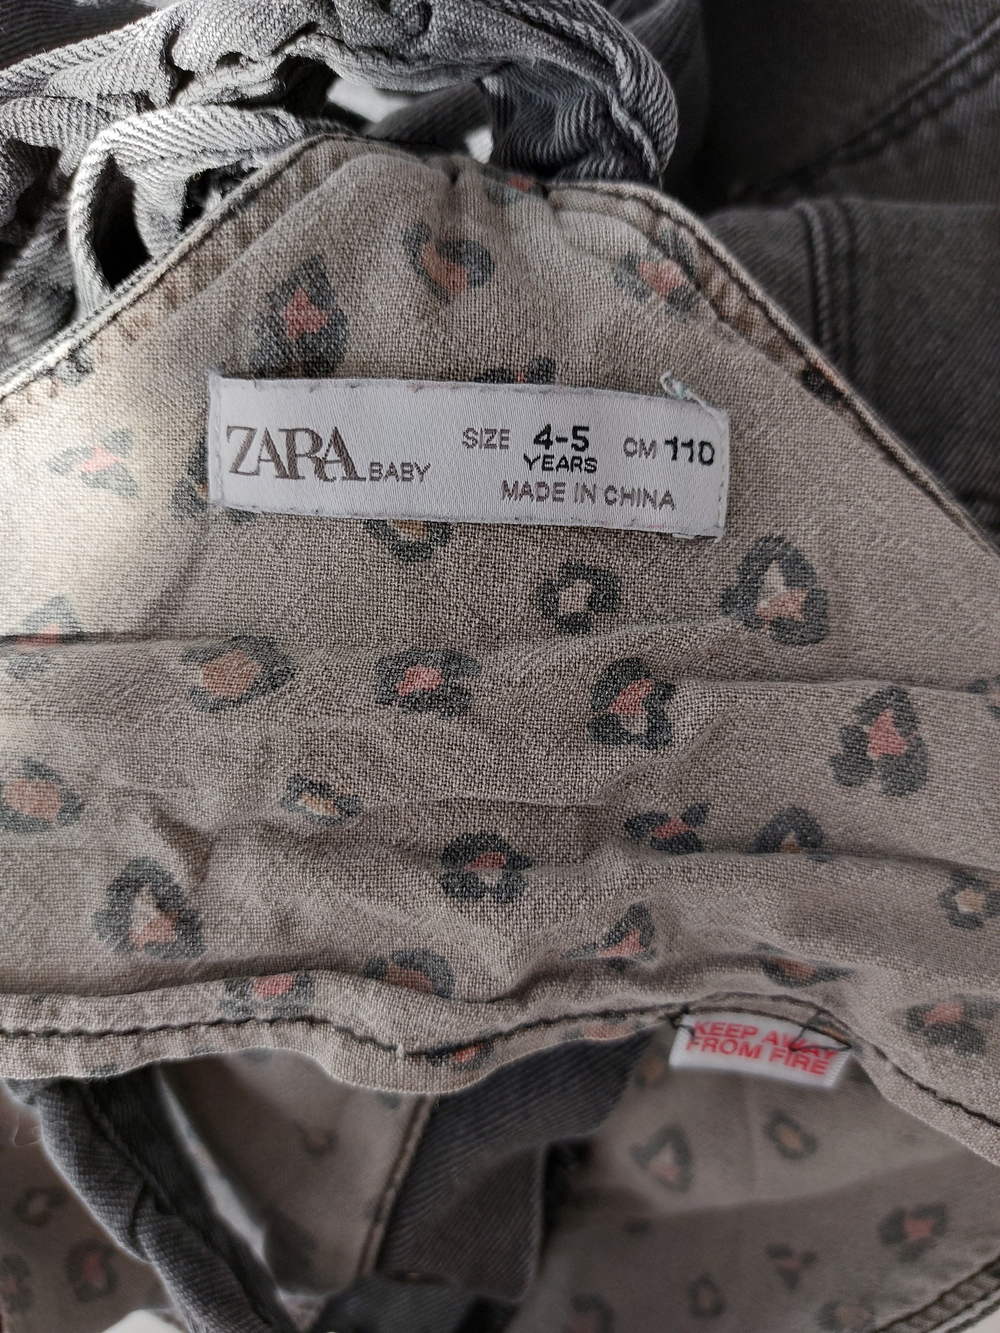 ZARA BABY
SIZE 4-5 YEARS CM 110
MADE IN CHINA
KEEP AWAY
FROM FIRE